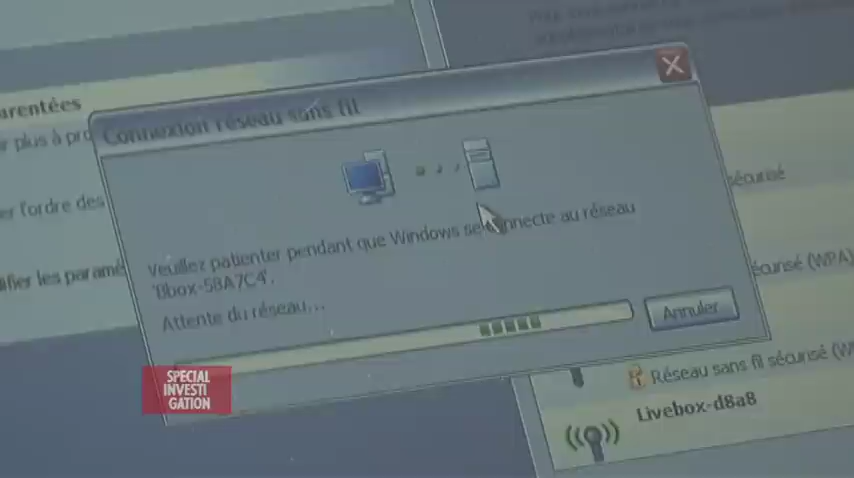 arentées
Connexion réseau sans fil
plus à pro
er l'ordre des
difier les paramè
Veuillez patienter pendant que Windows se connecte au réseau
'Bbox-58A7C4'.
Attente du réseau...
Annuler
sécurisé
écurisé (WPA)
Réseau sans fil sécurisé (W
Livebox-d8a8
SPECIAL
INVESTI
GATION